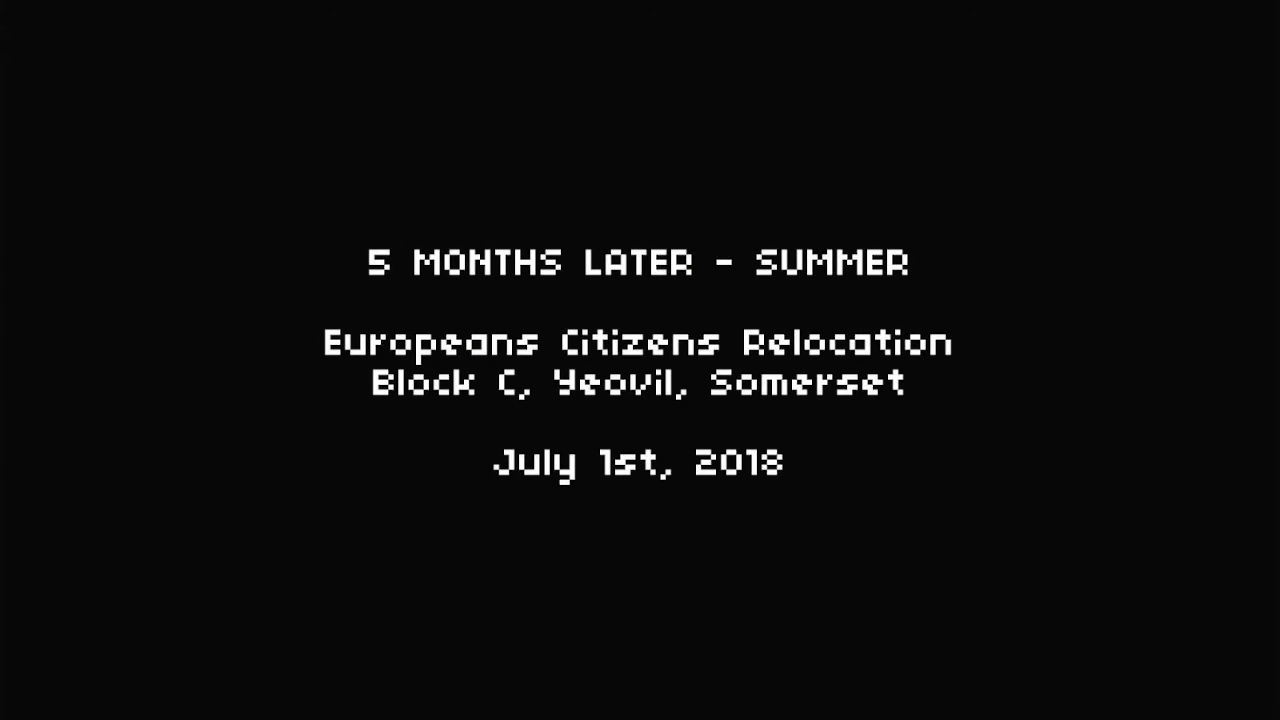 5 MONTHS LATER - SUMMER
Europeans Citizens Relocation
Block C, Yeovil, Somerset
July 1st, 2018